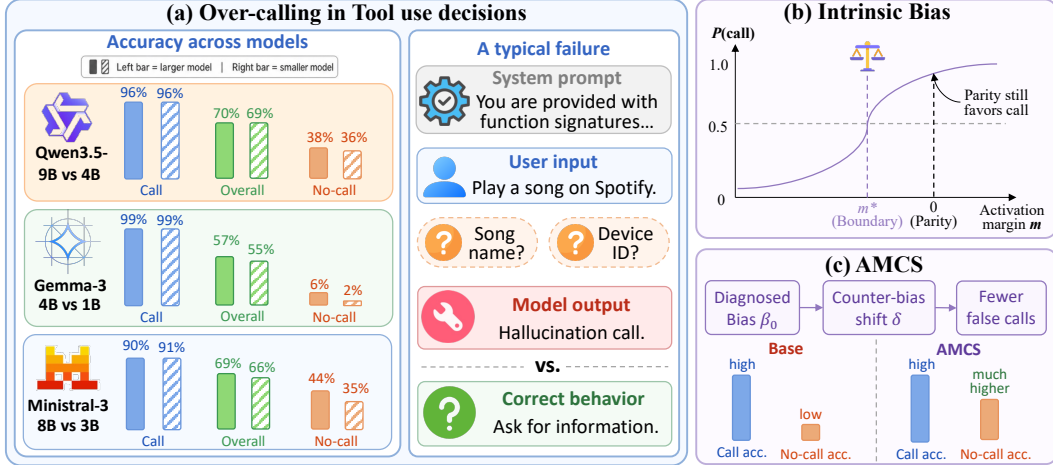 (a) Over-calling in Tool use decisions
Accuracy across models
Left bar = larger model | Right bar = smaller model
96% 96%
70% 69%
38% 36%
Qwen3.5-
9B vs 4B
Call
Overall
No-call
99% 99%
57% 55%
6% 2%
Gemma-3
4B vs 1B
Call
Overall
No-call
90% 91%
69% 66%
44% 35%
Ministral-3
8B vs 3B
Call
Overall
No-call
A typical failure
System prompt
You are provided with
function signatures...
User input
Play a song on Spotify.
? Song
name?
? Device
ID?
Model output
Hallucination call.
vs.
? Correct behavior
Ask for information.
(b) Intrinsic Bias
P(call)
1.0
0.5
0
Parity still
favors call
m*
(Boundary)
0
(Parity)
Activation
margin m
(c) AMCS
Diagnosed
Bias β₀
Counter-bias
shift δ
Fewer
false calls
Base
high
low
Call acc.
No-call acc.
AMCS
high
much
higher
Call acc.
No-call acc.